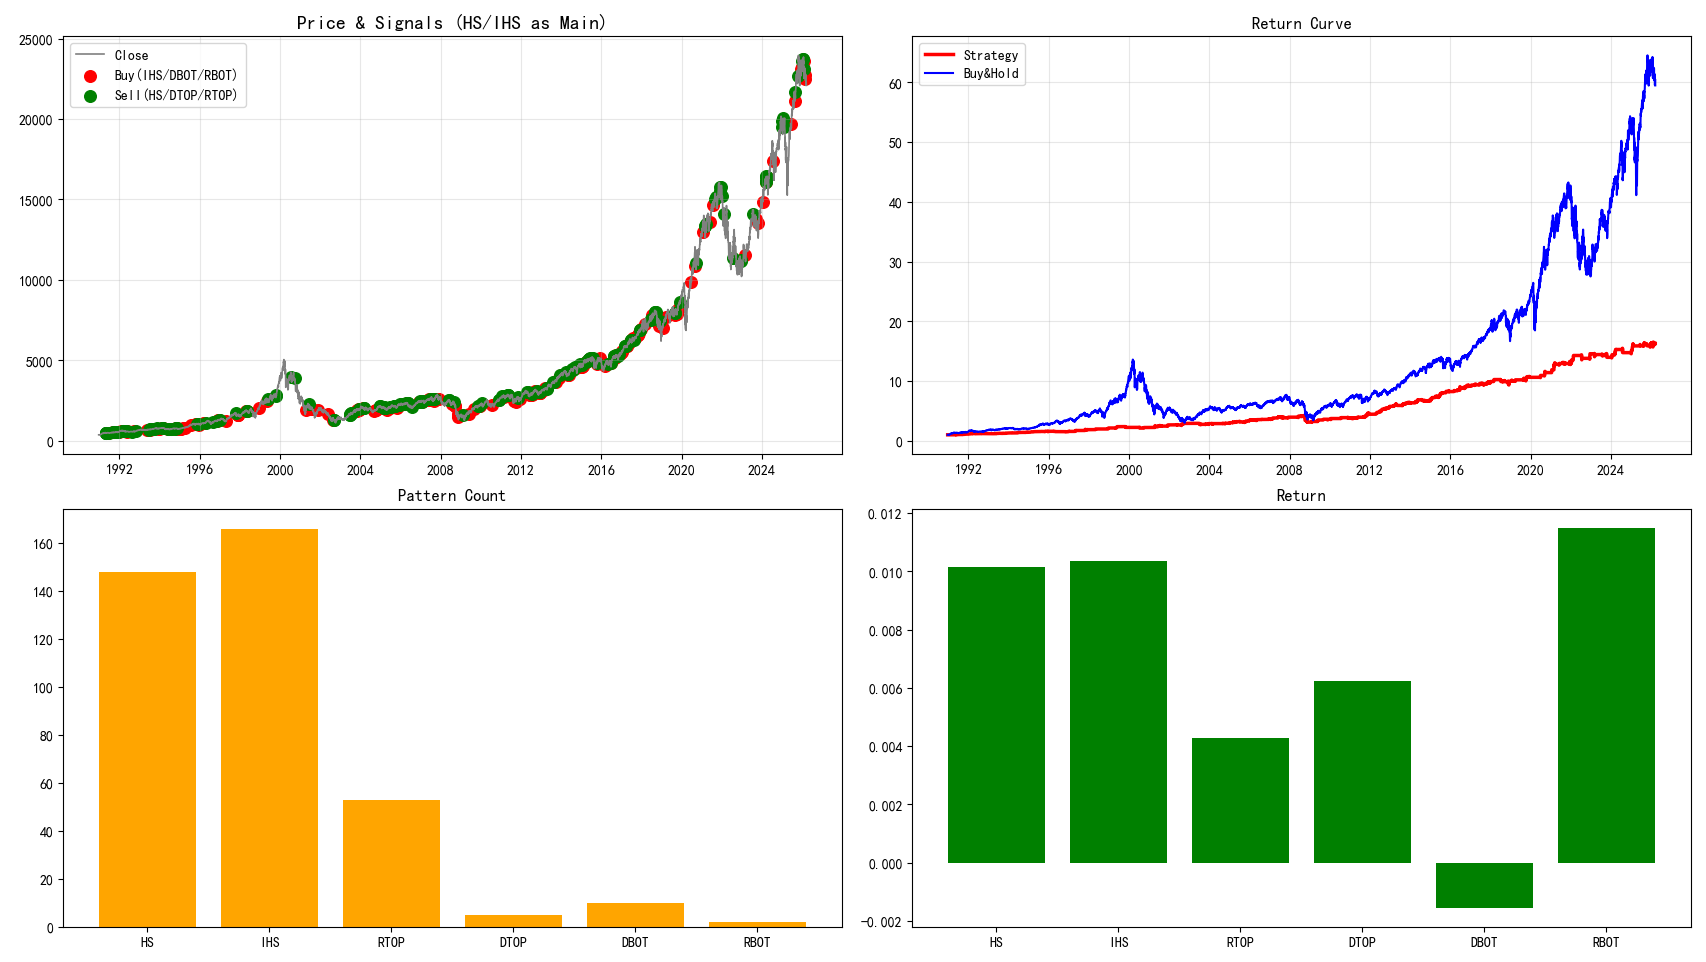 Price & Signals (HS/IHS as Main)
25000
20000
15000
10000
5000
0
Close
Buy(IHS/DBOT/RBOT)
Sell(HS/DTOP/RTOP)
1992 1996 2000 2004 2008 2012 2016 2020 2024
Return Curve
60
50
40
30
20
10
0
Strategy
Buy&Hold
1992 1996 2000 2004 2008 2012 2016 2020 2024
Pattern Count
160
140
120
100
80
60
40
20
0
HS IHS RTOP DTOP DBOT RBOT
Return
0.012
0.010
0.008
0.006
0.004
0.002
0.000
-0.002
HS IHS RTOP DTOP DBOT RBOT